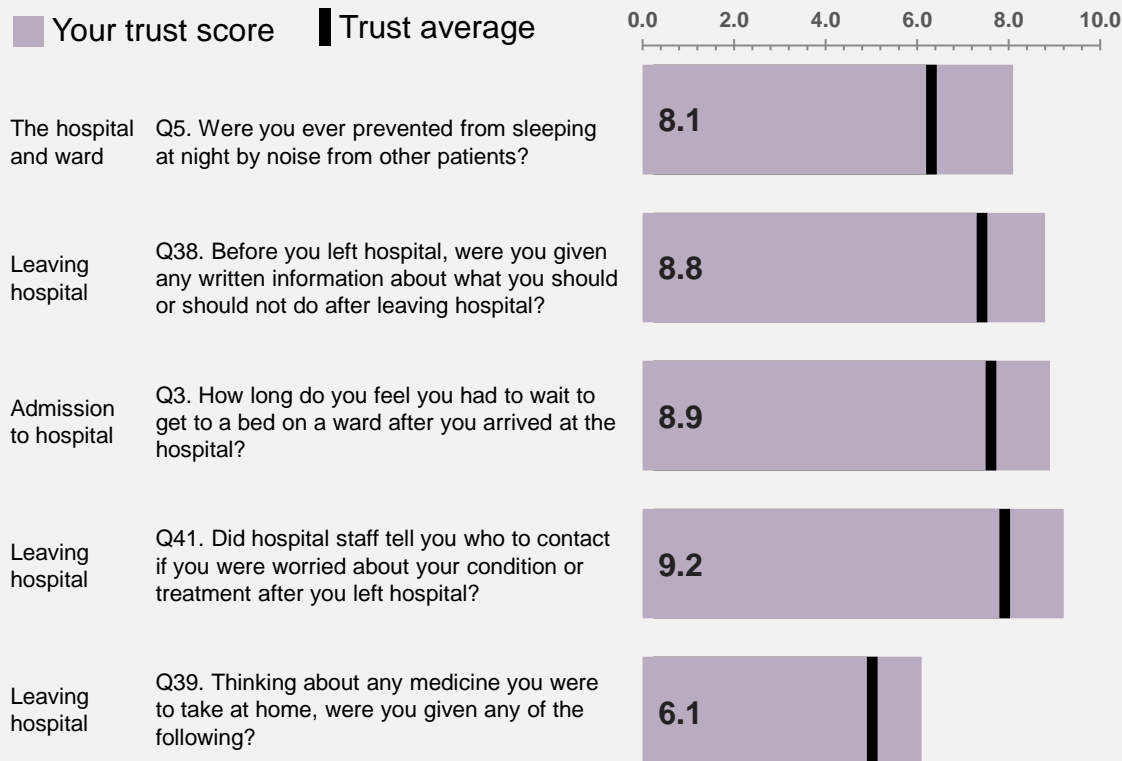 Your trust score
Trust average
0.0 2.0 4.0 6.0 8.0 10.0
The hospital
and ward
Q5. Were you ever prevented from sleeping
at night by noise from other patients?
8.1
Leaving
hospital
Q38. Before you left hospital, were you given
any written information about what you should
or should not do after leaving hospital?
8.8
Admission
to hospital
Q3. How long do you feel you had to wait to
get to a bed on a ward after you arrived at the
hospital?
8.9
Leaving
hospital
Q41. Did hospital staff tell you who to contact
if you were worried about your condition or
treatment after you left hospital?
9.2
Leaving
hospital
Q39. Thinking about any medicine you were
to take at home, were you given any of the
following?
6.1